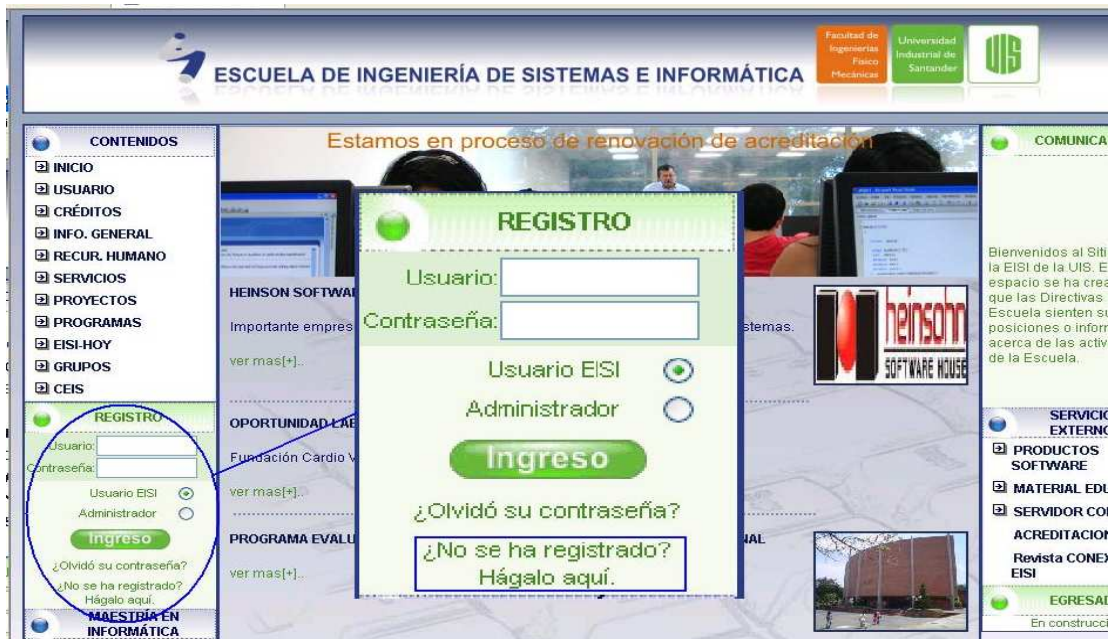 Facultad de
Ingenierías
Físico
Mecánicas
Universidad
Industrial de
Santander
UIS
ESCUELA DE INGENIERÍA DE SISTEMAS E INFORMÁTICA
CONTENIDOS
INICIO
USUARIO
CRÉDITOS
INFO. GENERAL
RECUR. HUMANO
SERVICIOS
PROYECTOS
PROGRAMAS
EISI-HOY
GRUPOS
CEIS
REGISTRO
Usuario:
Contraseña:
Usuario EISI
Administrador
Ingreso
¿Olvidó su contraseña?
¿No se ha registrado?
Hágalo aquí.
MAESTRÍA EN
INFORMÁTICA
Estamos en proceso de renovación de acreditación
HEINSON SOFTWA
Importante empres
stemas.
ver mas[+]..
heinsohn
SOFTWARE HOUSE
OPORTUNIDAD LAB
Fundación Cardio V
ver mas[+]..
PROGRAMA EVALU
NAL
ver mas[+]..
REGISTRO
Usuario:
Contraseña:
Usuario EISI
Administrador
Ingreso
¿Olvidó su contraseña?
¿No se ha registrado?
Hágalo aquí.
COMUNICA
Bienvenidos al Siti
la EISI de la UIS. E
espacio se ha crea
que las Directivas
Escuela sienten su
posiciones o inform
acerca de las activ
de la Escuela.
SERVICIO
EXTERNO
PRODUCTOS
SOFTWARE
MATERIAL EDU
SERVIDOR CO
ACREDITACION
Revista CONEX
EISI
EGRESAD
En construcci